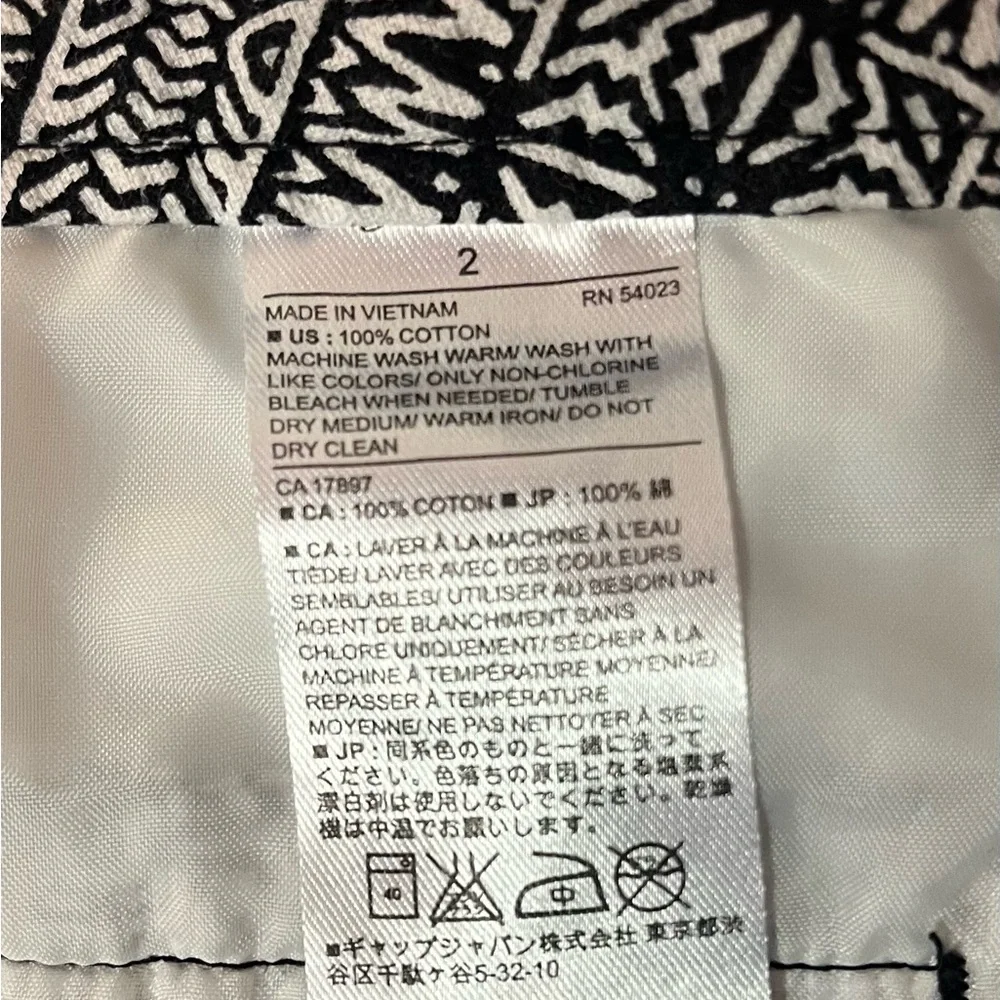 2
RN 54023
MADE IN VIETNAM
US : 100% COTTON
MACHINE WASH WARM/ WASH WITH
LIKE COLORS/ ONLY NON-CHLORINE
BLEACH WHEN NEEDED/ TUMBLE
DRY MEDIUM/ WARM IRON/ DO NOT
DRY CLEAN
CA 17897
■ CA : 100% COTON ■ JP : 100% 綿
■ CA : LAVER À LA MACHINE À L'EAU
TIÈDE/ LAVER AVEC DES COULEURS
SEMBLABLES/ UTILISER AU BESOIN UN
AGENT DE BLANCHIMENT SANS
CHLORE UNIQUEMENT/ SÉCHER À LA
MACHINE À TEMPÉRATURE MOYENNE/
REPASSER À TEMPÉRATURE
MOYENNE/ NE PAS NETTOYER À SEC
■ JP : 同系色のものと一緒に洗って
ください。色落ちの原因となる塩素系
漂白剤は使用しないでください。乾燥
機は中温でお願いします。
40
中
■ギャップジャパン株式会社 東京都渋
谷区千駄ヶ谷5-32-10